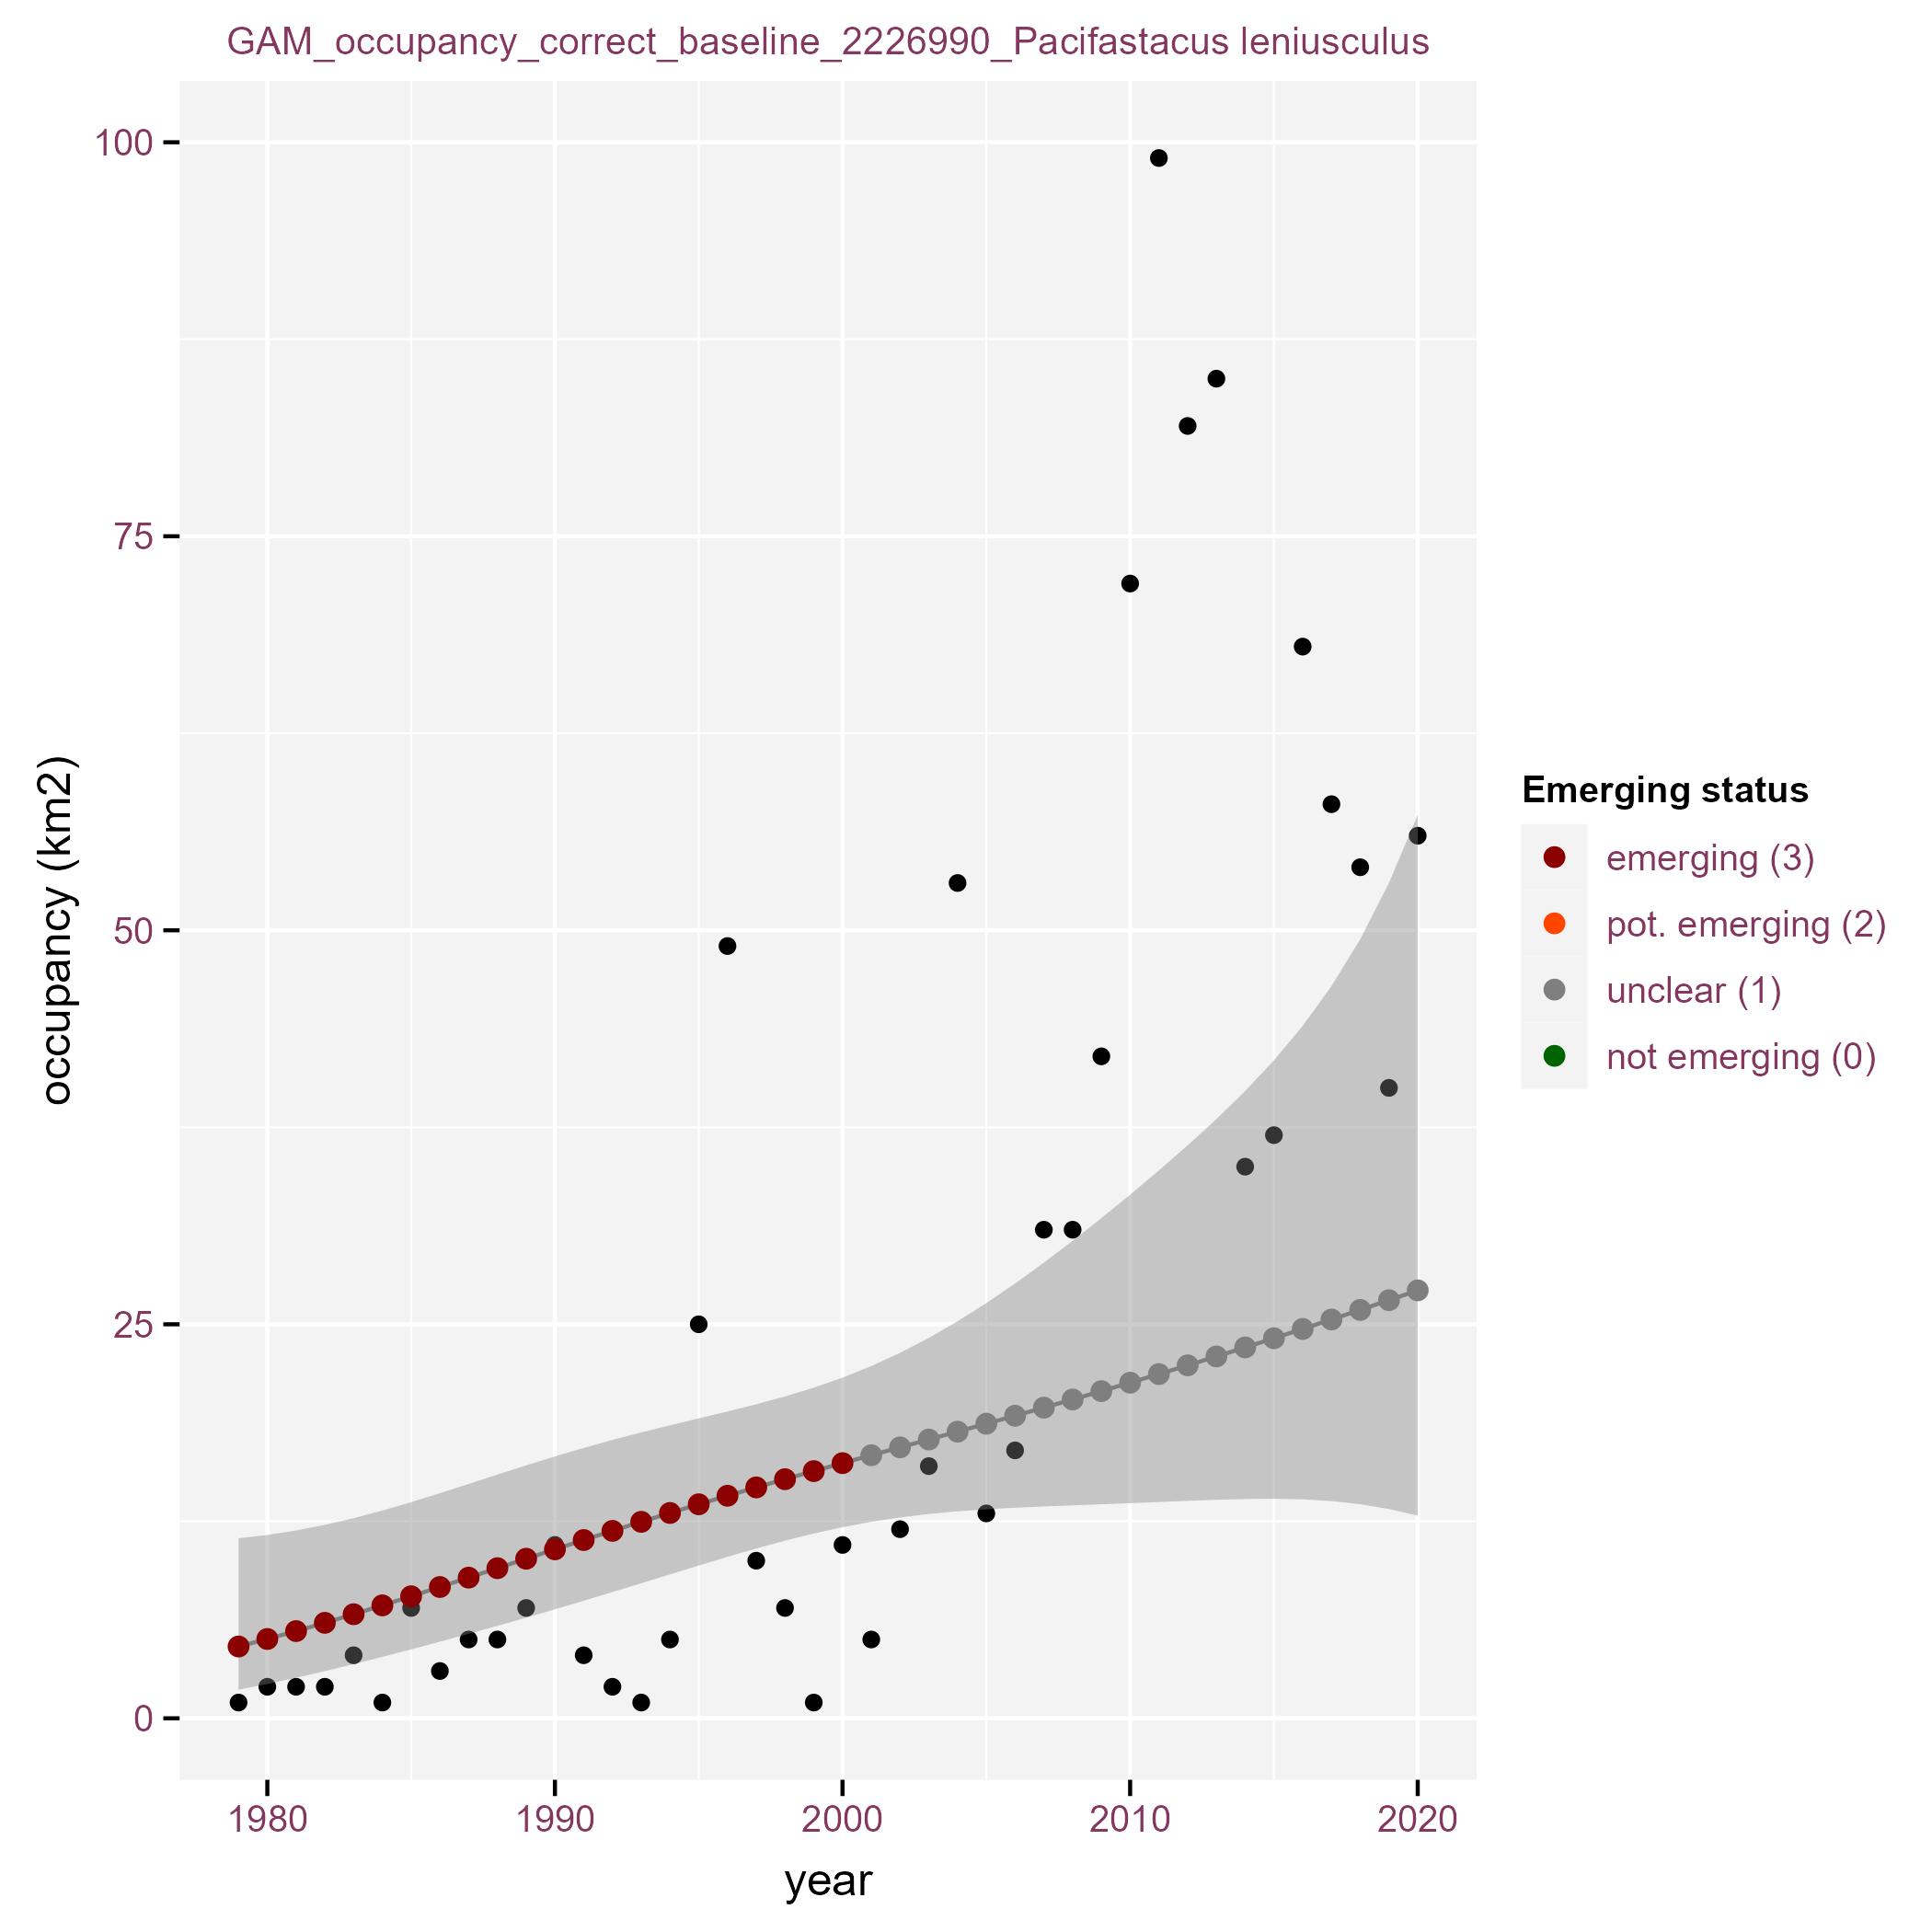 GAM_occupancy_correct_baseline_2226990_Pacifastacus leniusculus
100
75
50
25
0
occupancy (km2)
1980
1990
2000
2010
2020
year
Emerging status
emerging (3)
pot. emerging (2)
unclear (1)
not emerging (0)